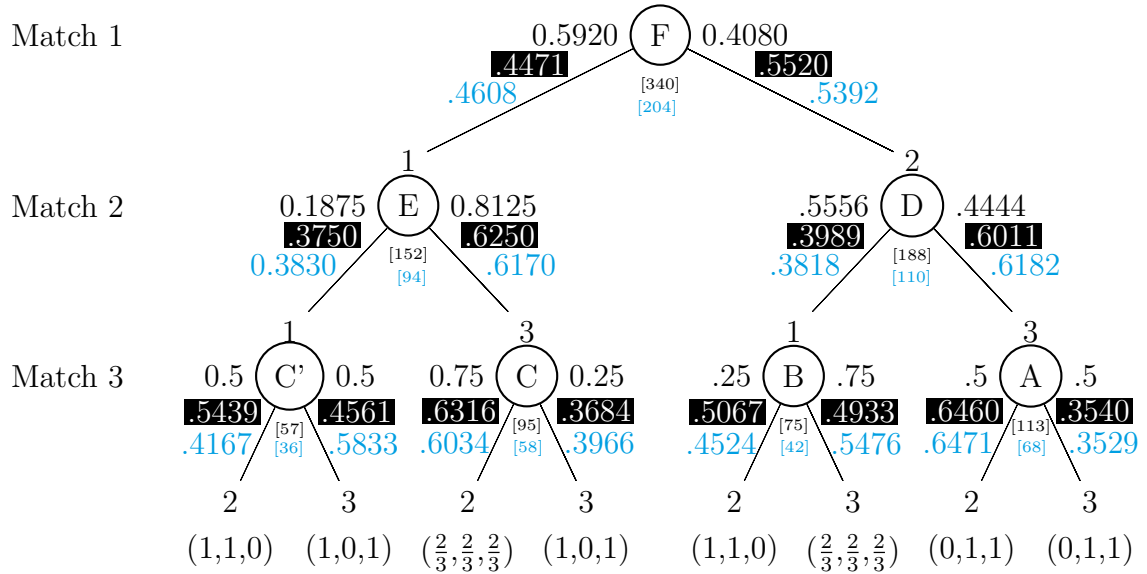 Match 1 0.5920 F 0.4080
.4471 .5520
.4608 [340] .5392
[204]
1 2
Match 2 0.1875 E 0.8125 .5556 D .4444
.3750 .6250 .3989 .6011
0.3830 [152] .6170 .3818 [188] .6182
[94] [110]
1 3 1 3
Match 3 0.5 C' 0.5 0.75 C 0.25 .25 B .75 .5 A .5
.5439 .4561 .6316 .3684 .5067 .4933 .6460 .3540
[57] [95] [75] [113]
.4167 [36] .5833 .6034 [58] .3966 .4524 [42] .5476 .6471 [68] .3529
2 3 2 3 2 3 2 3
(1,1,0) (1,0,1) (2/3,2/3,2/3) (1,0,1) (1,1,0) (2/3,2/3,2/3) (0,1,1) (0,1,1)